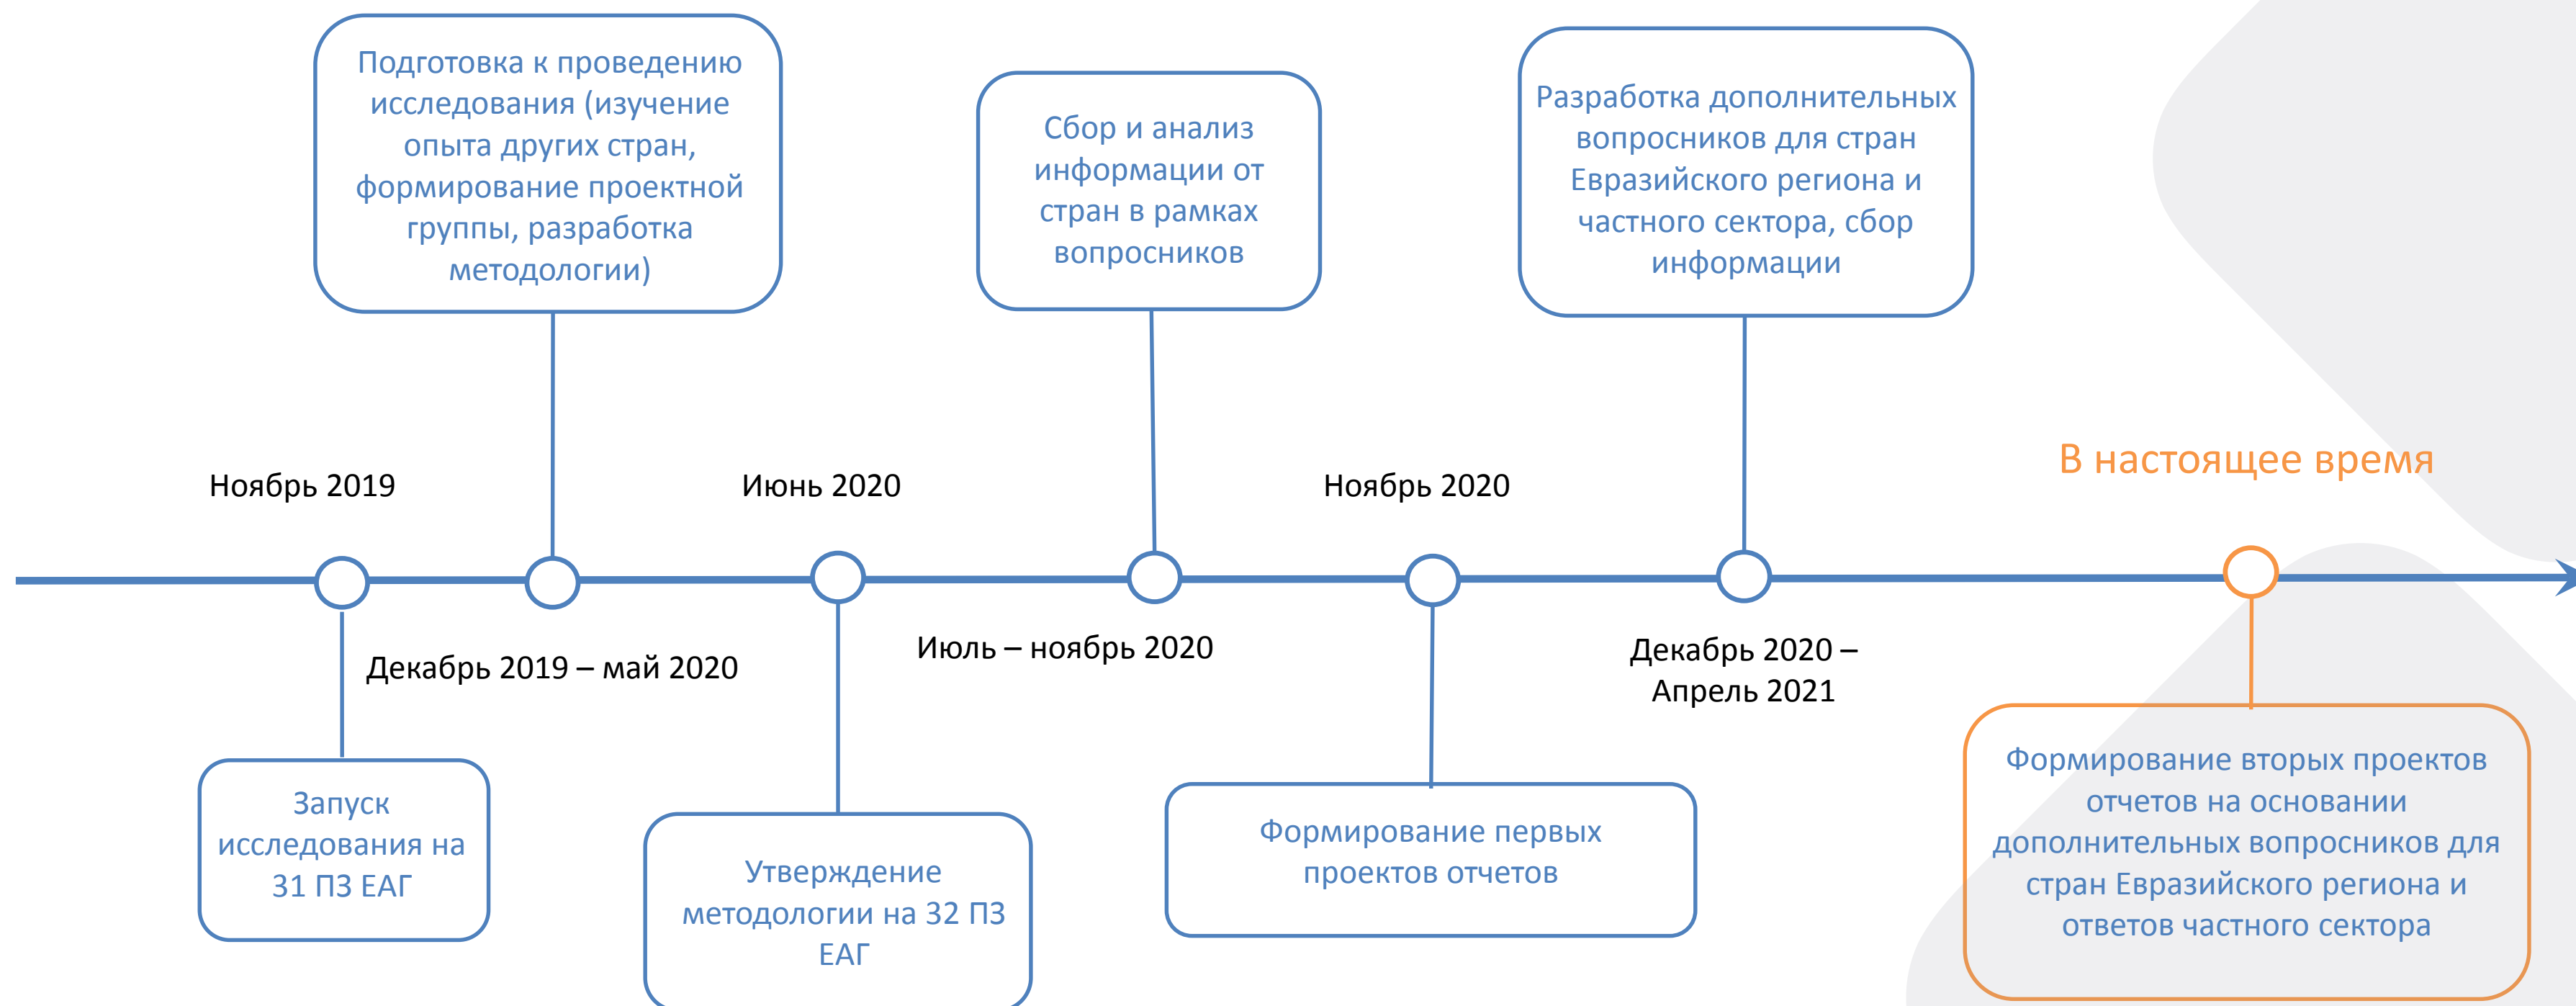 Подготовка к проведению
исследования (изучение
опыта других стран,
формирование проектной
группы, разработка
методологии)
Сбор и анализ
информации от
стран в рамках
вопросников
Разработка дополнительных
вопросников для стран
Евразийского региона и
частного сектора, сбор
информации
Ноябрь 2019
Июнь 2020
Ноябрь 2020
В настоящее время
Декабрь 2019 – май 2020
Июль – ноябрь 2020
Декабрь 2020 –
Апрель 2021
Запуск
исследования на
31 ПЗ ЕАГ
Утверждение
методологии на 32 ПЗ
ЕАГ
Формирование первых
проектов отчетов
Формирование вторых проектов
отчетов на основании
дополнительных вопросников для
стран Евразийского региона и
ответов частного сектора